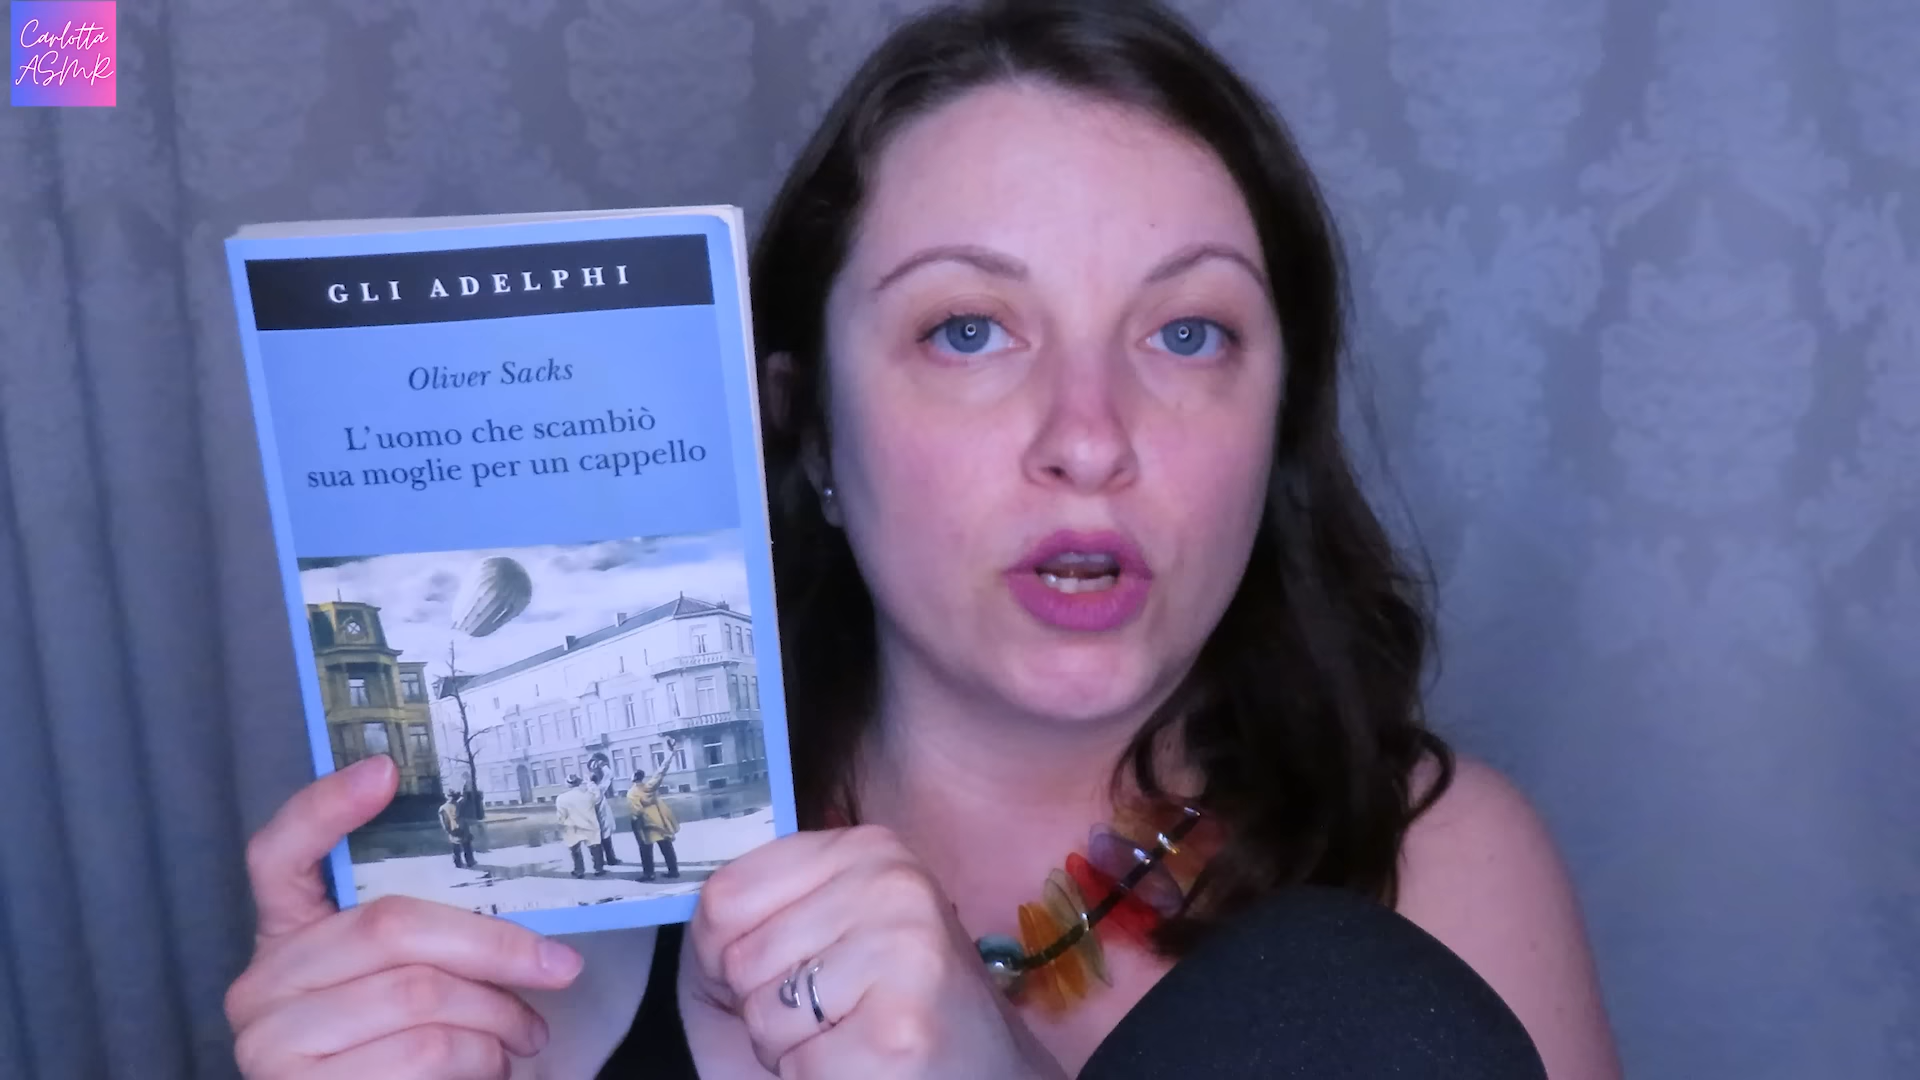 Carlotta
ASMR
GLI ADELPHI
Oliver Sacks
L'uomo che scambiò
sua moglie per un cappello